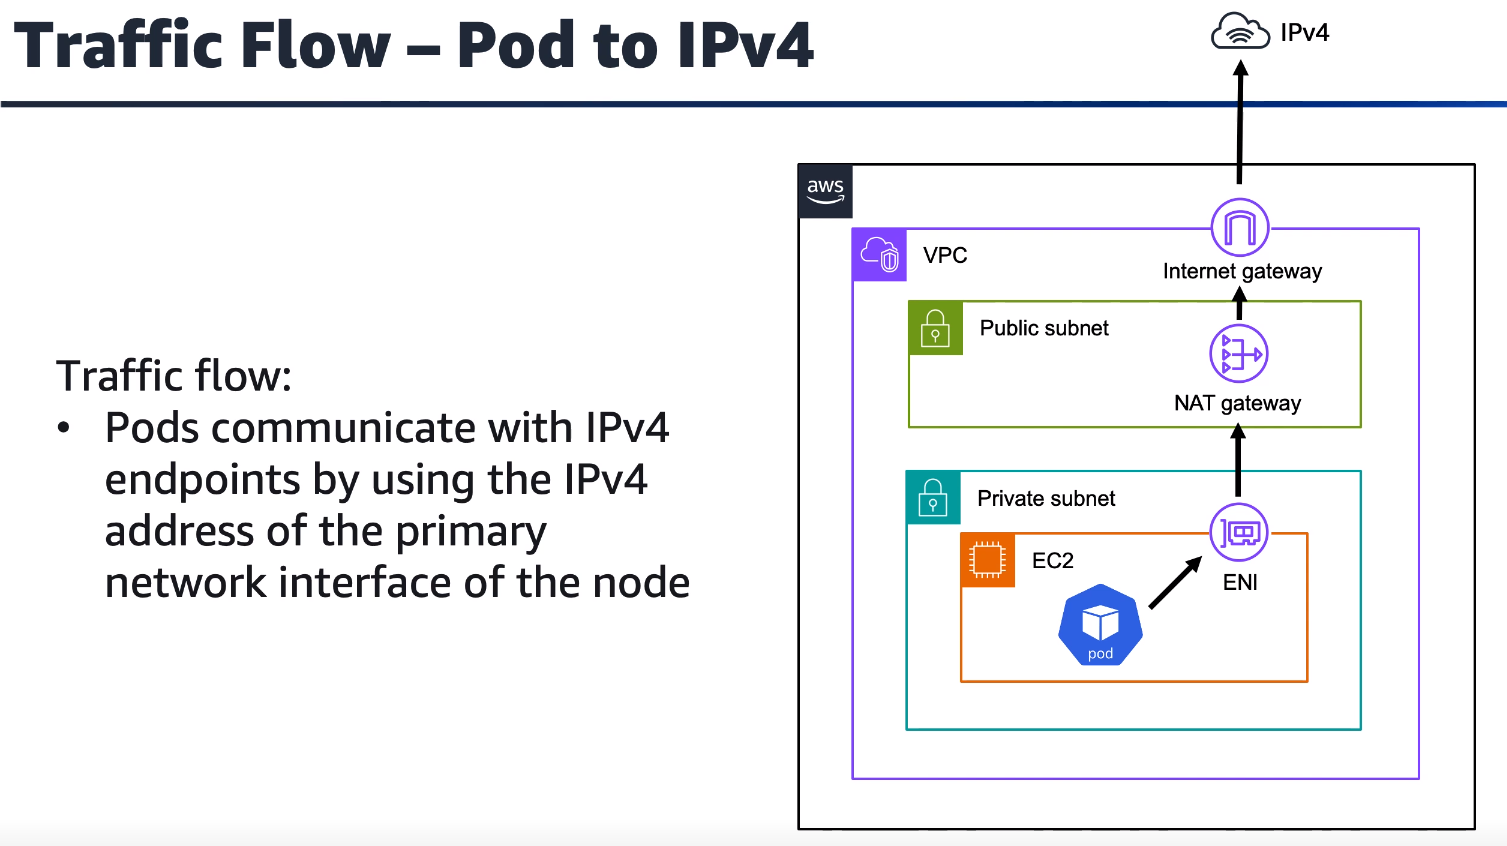 Traffic Flow – Pod to IPv4
IPv4
aws
VPC
Internet gateway
Public subnet
NAT gateway
Private subnet
EC2
ENI
pod
Traffic flow:
• Pods communicate with IPv4
endpoints by using the IPv4
address of the primary
network interface of the node